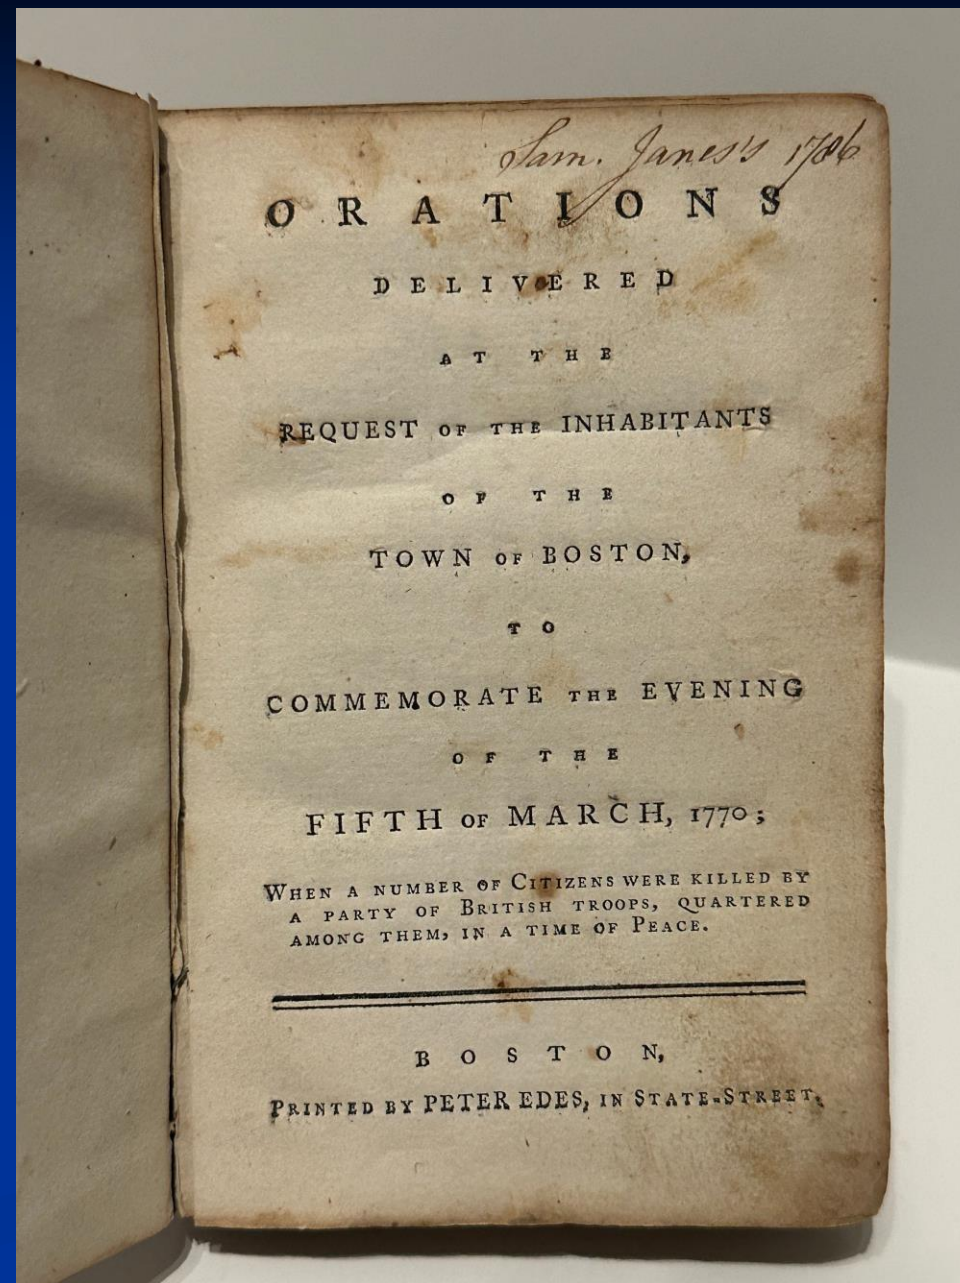 Sam. Janes's 1786
ORATIONS
DELIVERED
AT THE
REQUEST OF THE INHABITANTS
OF THE
TOWN OF BOSTON,
TO
COMMEMORATE THE EVENING
OF THE
FIFTH OF MARCH, 1770;
WHEN A NUMBER OF CITIZENS WERE KILLED BY
A PARTY OF BRITISH TROOPS, QUARTERED
AMONG THEM, IN A TIME OF PEACE.
BOSTON,
PRINTED BY PETER EDES, IN STATE-STREET.